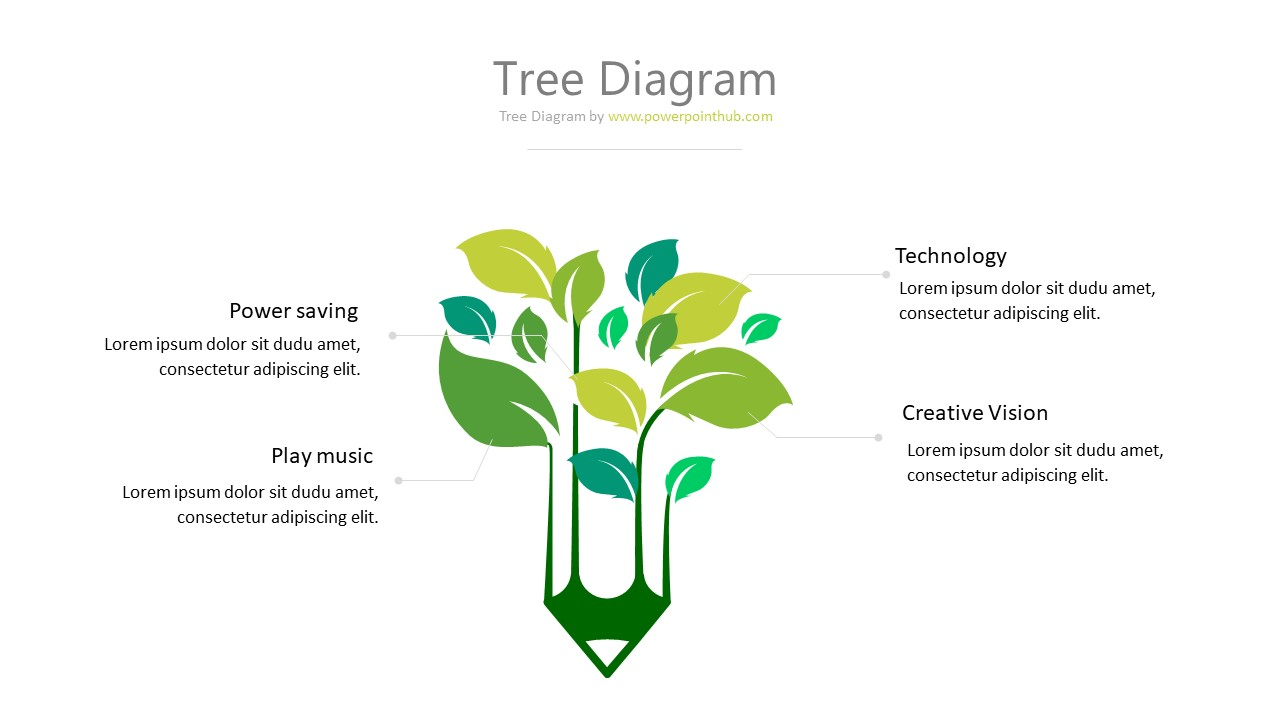 Tree Diagram
Tree Diagram by www.powerpointhub.com
Power saving
Lorem ipsum dolor sit dudu amet,
consectetur adipiscing elit.
Play music
Lorem ipsum dolor sit dudu amet,
consectetur adipiscing elit.
Technology
Lorem ipsum dolor sit dudu amet,
consectetur adipiscing elit.
Creative Vision
Lorem ipsum dolor sit dudu amet,
consectetur adipiscing elit.